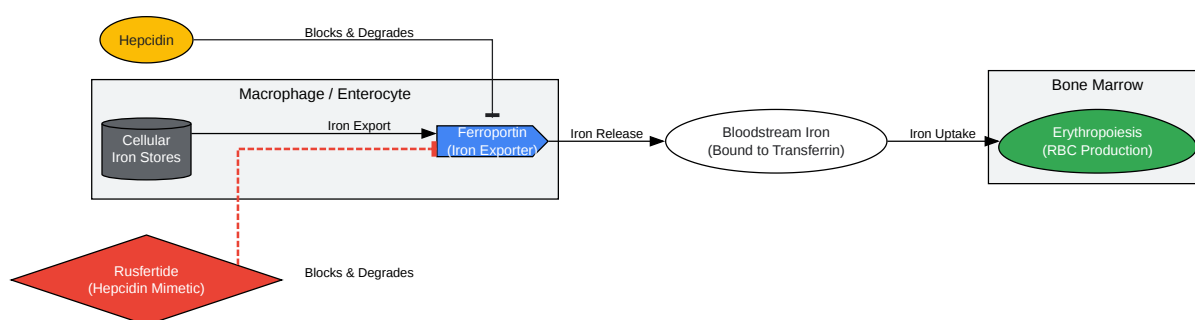 Blocks & Degrades
Hepcidin
Macrophage / Enterocyte
Bone Marrow
Cellular
Iron Stores
Iron Export
Ferroportin
(Iron Exporter)
Iron Release
Bloodstream Iron
(Bound to Transferrin)
Iron Uptake
Erythropoiesis
(RBC Production)
Rusfertide
(Hepcidin Mimetic)
Blocks & Degrades